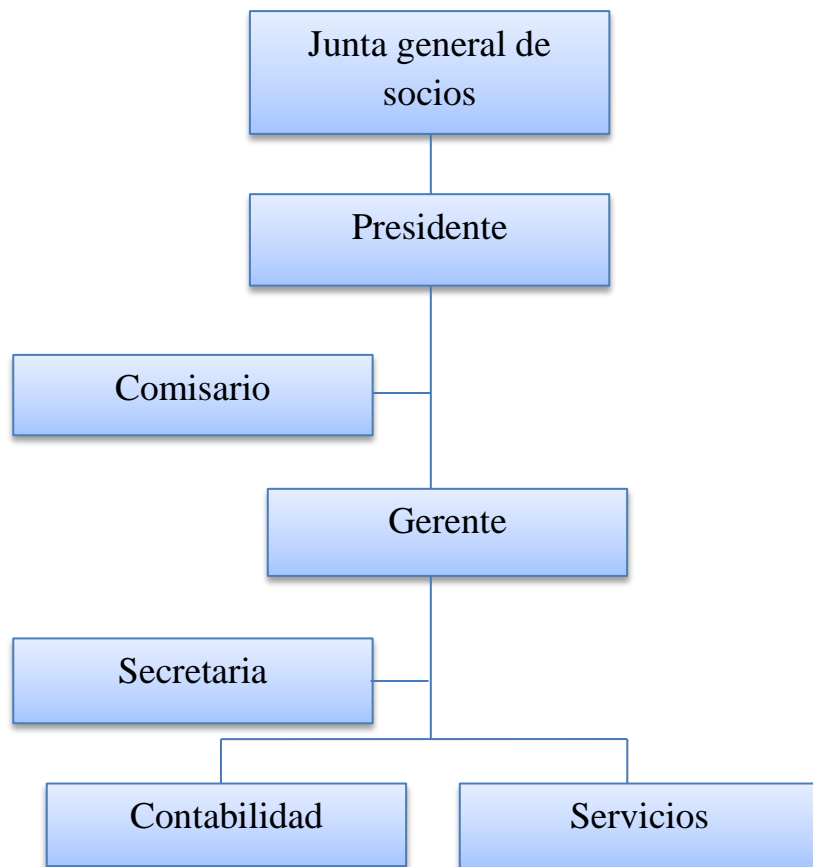 Junta general de
socios
Presidente
Comisario
Gerente
Secretaria
Contabilidad
Servicios